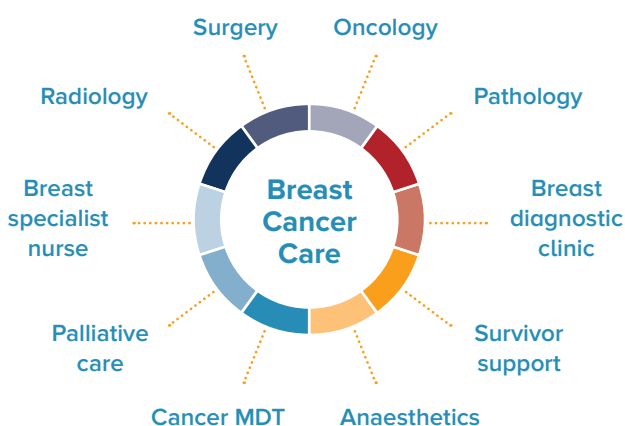 Surgery
Oncology
Radiology
Pathology
Breast
specialist
nurse
Breast
Cancer
Care
Breast
diagnostic
clinic
Palliative
care
Survivor
support
Cancer MDT
Anaesthetics